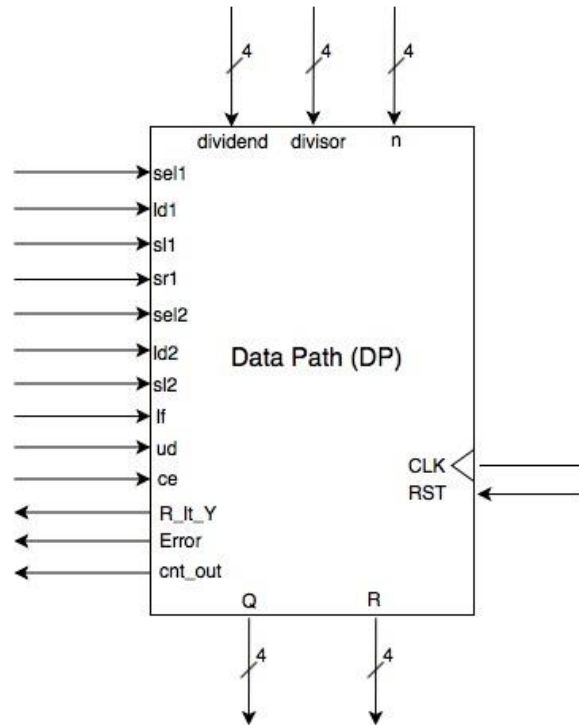 4 4 4
dividend divisor n
sel1
ld1
sl1
sr1
sel2
ld2
sl2
lf
ud
ce
R_lt_Y
Error
cnt_out
Data Path (DP)
CLK
RST
Q R
4 4